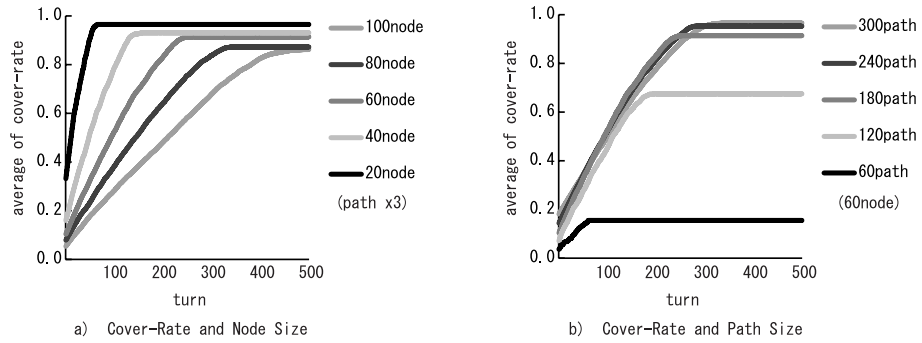 average of cover-rate
1.0
0.8
0.6
0.4
0.2
0.0
100 200 300 400 500
turn
100node
80node
60node
40node
20node
(path x3)
a) Cover-Rate and Node Size
average of cover-rate
1.0
0.8
0.6
0.4
0.2
0.0
100 200 300 400 500
turn
300path
240path
180path
120path
60path
(60node)
b) Cover-Rate and Path Size